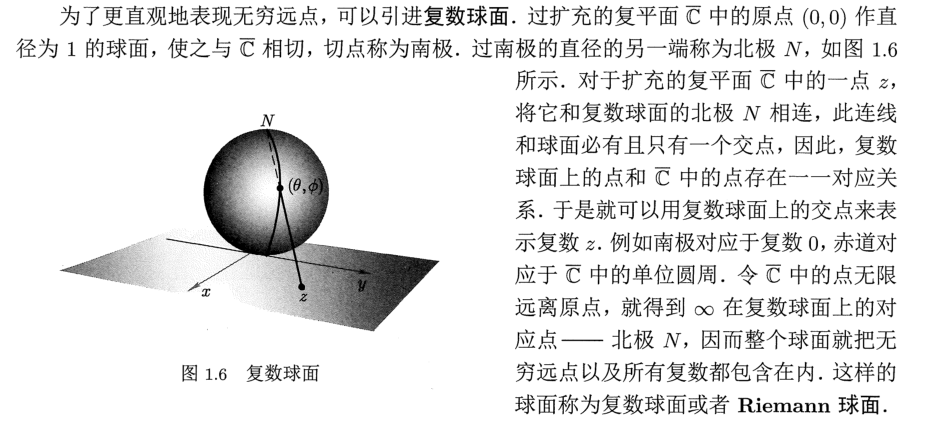 为了更直观地表现无穷远点，可以引进复数球面．过扩充的复平面 C̅ 中的原点 (0,0) 作直
径为 1 的球面，使之与 C̅ 相切，切点称为南极．过南极的直径的另一端称为北极 N，如图 1.6
所示．对于扩充的复平面 C̅ 中的一点 z，
将它和复数球面的北极 N 相连，此连线
和球面必有且只有一个交点，因此，复数
球面上的点和 C̅ 中的点存在一一对应关
系．于是就可以用复数球面上的交点来表
示复数 z．例如南极对应于复数 0，赤道对
应于 C̅ 中的单位圆周．令 C̅ 中的点无限
远离原点，就得到 ∞ 在复数球面上的对
应点—— 北极 N，因而整个球面就把无
穷远点以及所有复数都包含在内．这样的
球面称为复数球面或者 Riemann 球面．
N
(θ,ϕ)
x
y
z
图 1.6 复数球面